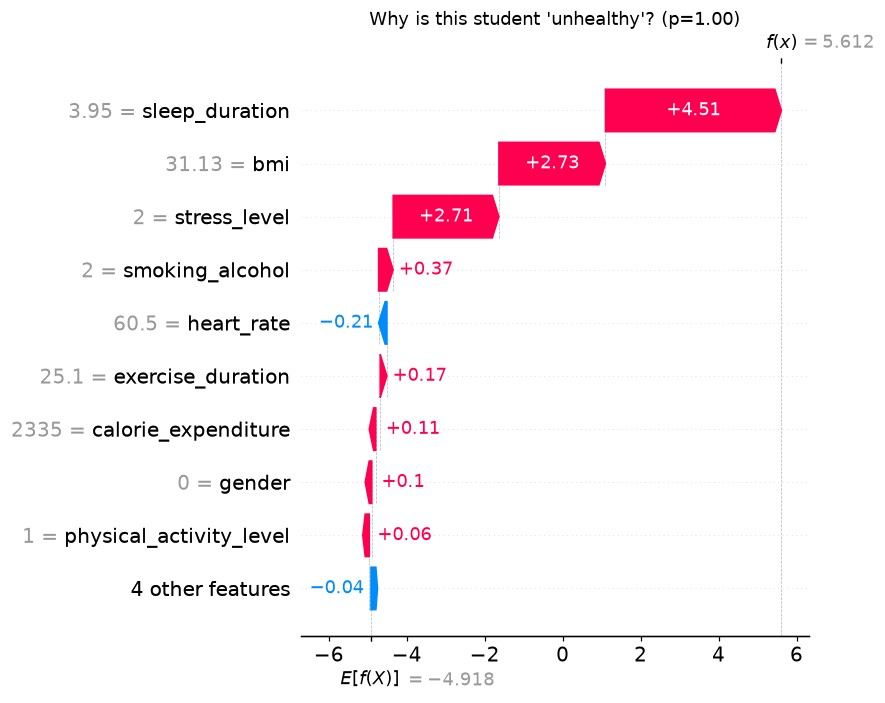 Why is this student 'unhealthy'? (p=1.00)
f(x) = 5.612
3.95 = sleep_duration +4.51
31.13 = bmi +2.73
2 = stress_level +2.71
2 = smoking_alcohol +0.37
60.5 = heart_rate −0.21
25.1 = exercise_duration +0.17
2335 = calorie_expenditure +0.11
0 = gender +0.1
1 = physical_activity_level +0.06
4 other features −0.04
−6 −4 −2 0 2 4 6
E[f(X)] = −4.918